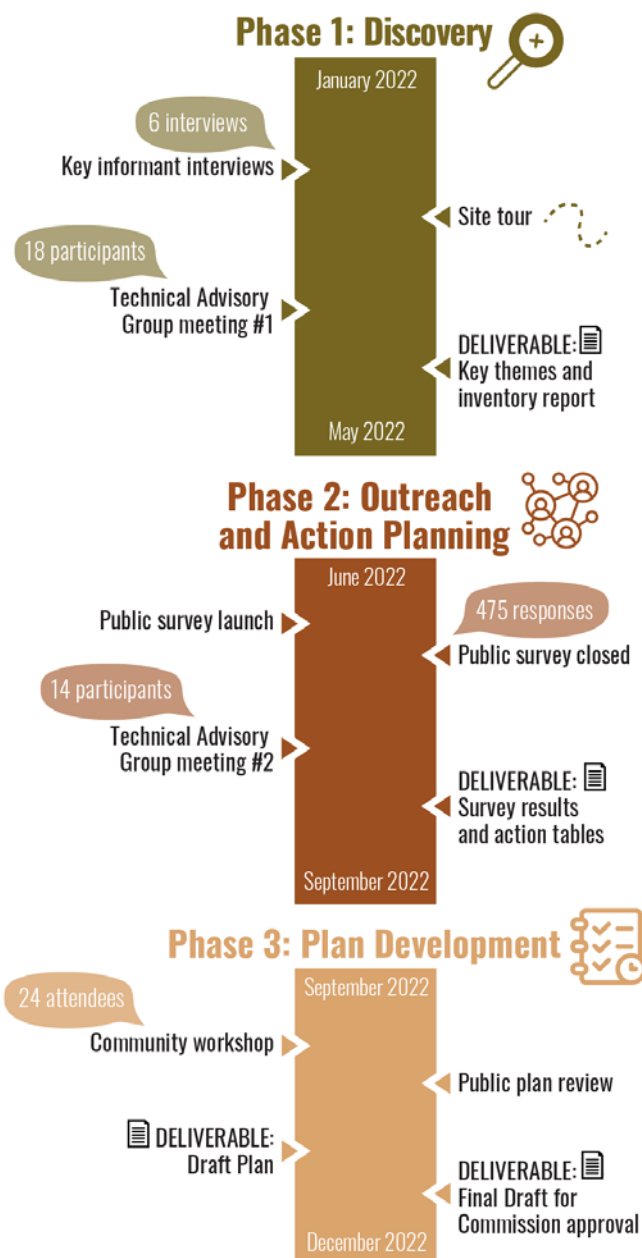 Phase 1: Discovery
January 2022
6 interviews
Key informant interviews
Site tour
18 participants
Technical Advisory
Group meeting #1
DELIVERABLE:
Key themes and
inventory report
May 2022
Phase 2: Outreach
and Action Planning
June 2022
Public survey launch
475 responses
Public survey closed
14 participants
Technical Advisory
Group meeting #2
DELIVERABLE:
Survey results
and action tables
September 2022
Phase 3: Plan Development
September 2022
24 attendees
Community workshop
Public plan review
DELIVERABLE:
Draft Plan
DELIVERABLE:
Final Draft for
Commission approval
December 2022